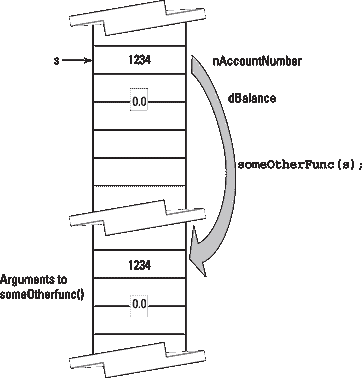 s
1234
nAccountNumber
0.0
dBalance
someOtherFunc(s);
Arguments to
someOtherfunc()
1234
0.0